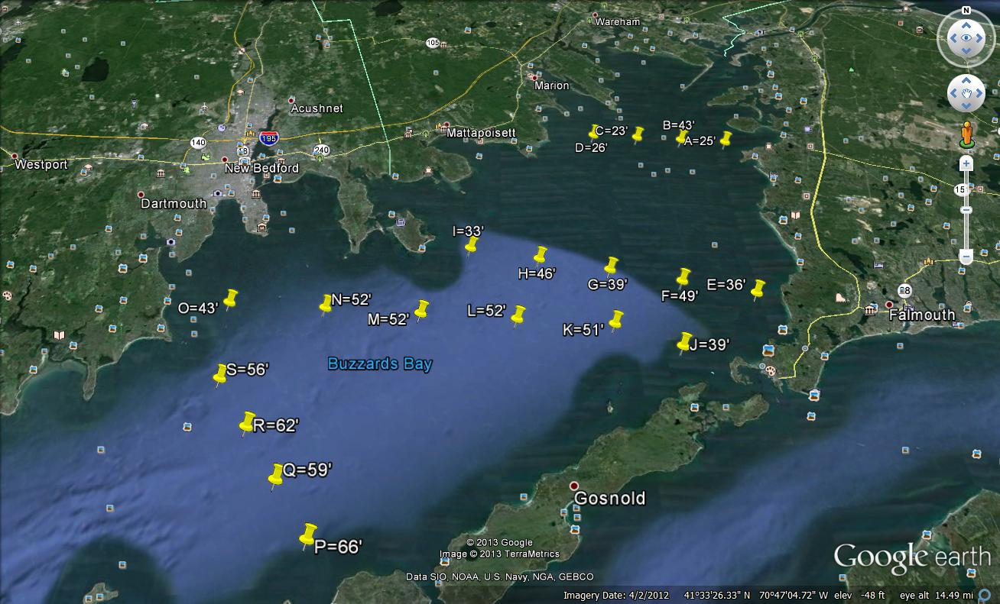 N
Wareham
105
Marion
Acushnet
Mattapoisett
195
140
240
Westport
New Bedford
Dartmouth
C=23'
B=43'
D=26'
A=25'
15
I=33'
H=46'
G=39'
F=49'
E=36'
Falmouth
O=43'
N=52'
M=52'
L=52'
K=51'
J=39'
Buzzards Bay
S=56'
R=62'
Q=59'
P=66'
Gosnold
© 2013 Google
Image © 2013 TerraMetrics
Data SIO, NOAA, U.S. Navy, NGA, GEBCO
Google earth
Imagery Date: 4/2/2012 41°33'26.33" N 70°47'04.72" W elev -48 ft eye alt 14.49 mi